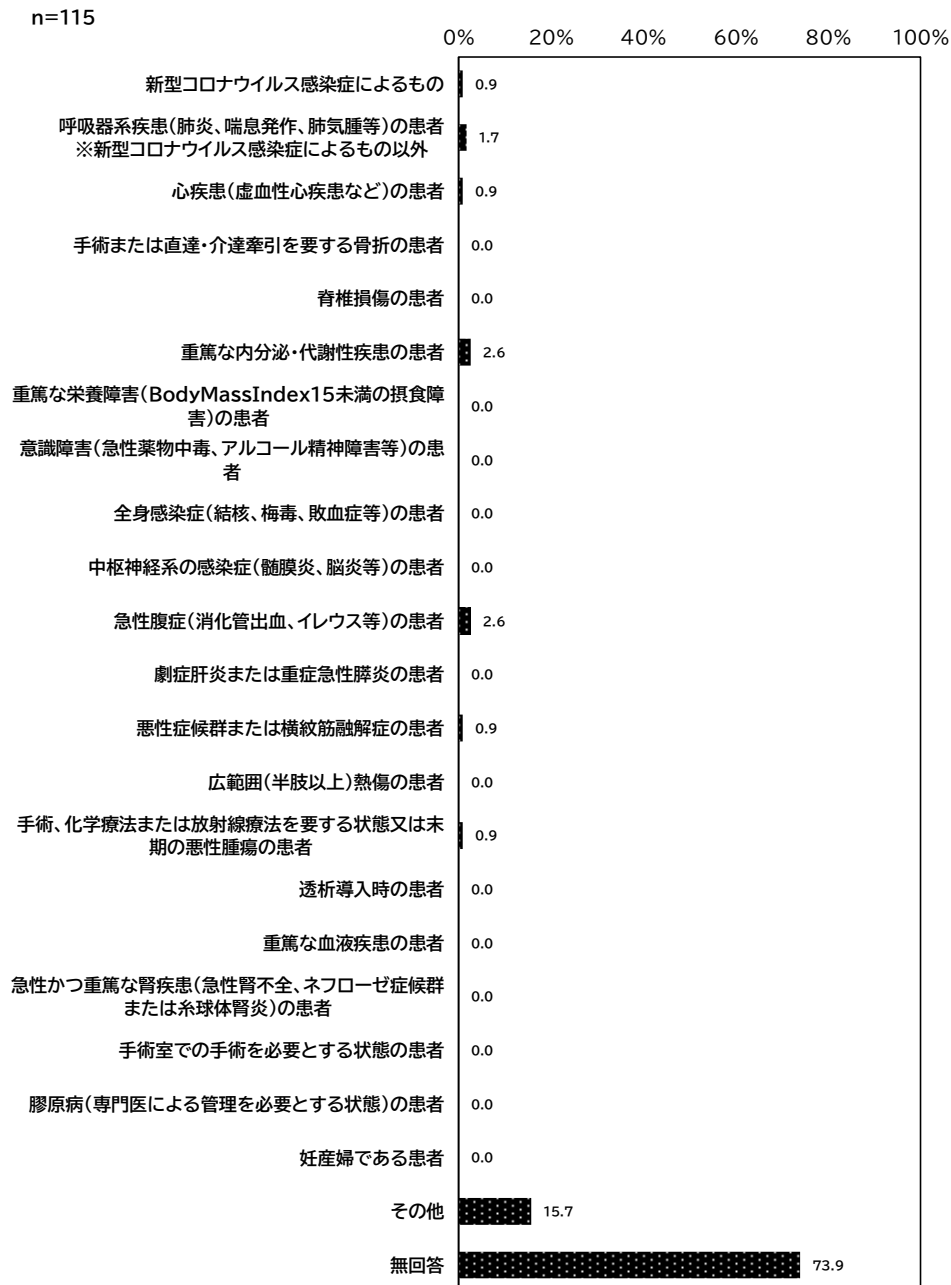 n=115
0% 20% 40% 60% 80% 100%
新型コロナウイルス感染症によるもの 0.9
呼吸器系疾患(肺炎、喘息発作、肺気腫等)の患者
※新型コロナウイルス感染症によるもの以外 1.7
心疾患(虚血性心疾患など)の患者 0.9
手術または直達・介達牽引を要する骨折の患者 0.0
脊椎損傷の患者 0.0
重篤な内分泌・代謝性疾患の患者 2.6
重篤な栄養障害(BodyMassIndex15未満の摂食障
害)の患者 0.0
意識障害(急性薬物中毒、アルコール精神障害等)の患
者 0.0
全身感染症(結核、梅毒、敗血症等)の患者 0.0
中枢神経系の感染症(髄膜炎、脳炎等)の患者 0.0
急性腹症(消化管出血、イレウス等)の患者 2.6
劇症肝炎または重症急性膵炎の患者 0.0
悪性症候群または横紋筋融解症の患者 0.9
広範囲(半肢以上)熱傷の患者 0.0
手術、化学療法または放射線療法を要する状態又は末
期の悪性腫瘍の患者 0.9
透析導入時の患者 0.0
重篤な血液疾患の患者 0.0
急性かつ重篤な腎疾患(急性腎不全、ネフローゼ症候群
または糸球体腎炎)の患者 0.0
手術室での手術を必要とする状態の患者 0.0
膠原病(専門医による管理を必要とする状態)の患者 0.0
妊産婦である患者 0.0
その他 15.7
無回答 73.9